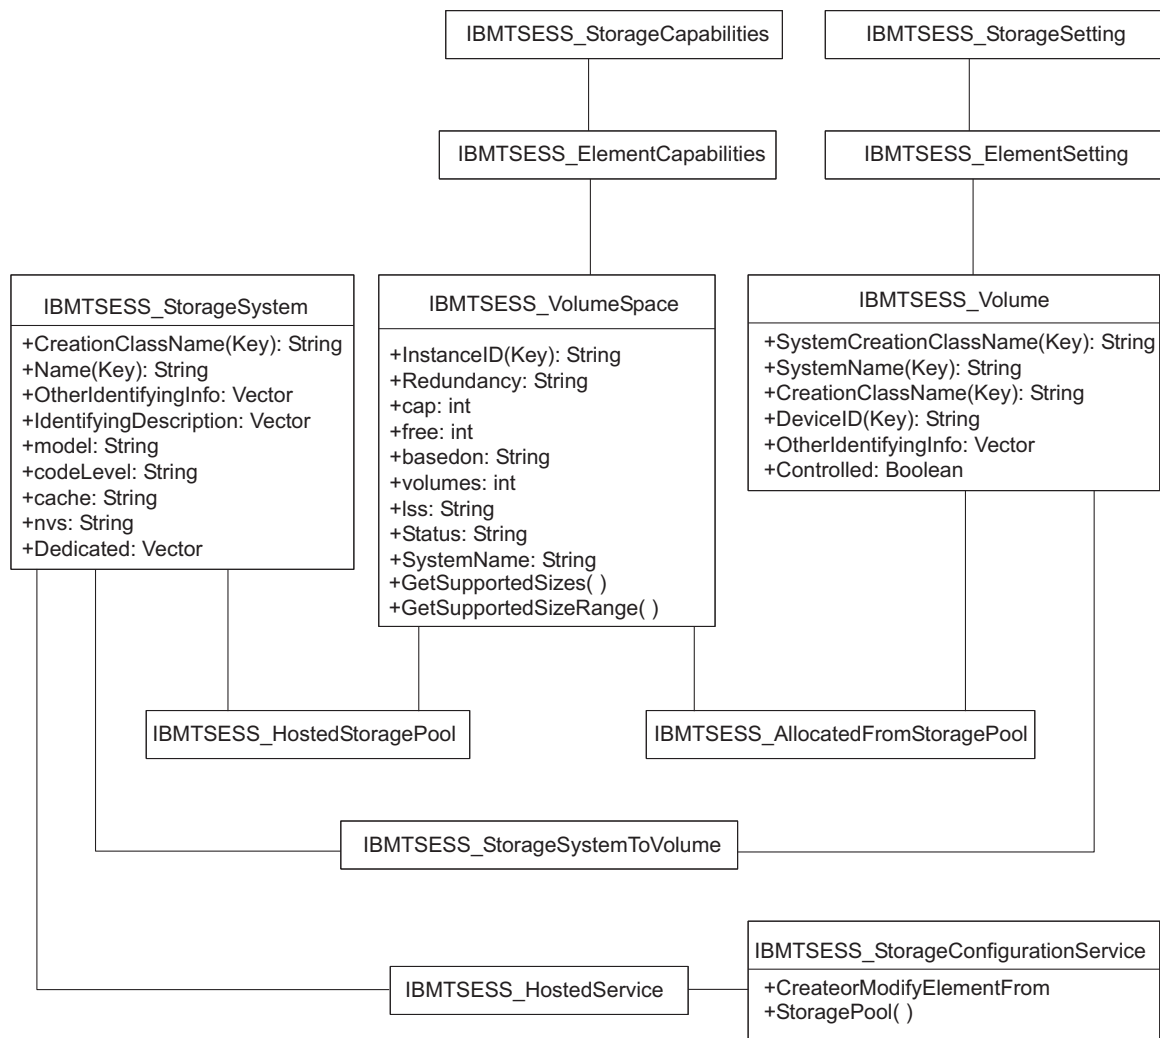 IBMTSESS_StorageCapabilities
IBMTSESS_StorageSetting
IBMTSESS_ElementCapabilities
IBMTSESS_ElementSetting
IBMTSESS_StorageSystem
+CreationClassName(Key): String
+Name(Key): String
+OtherIdentifyingInfo: Vector
+IdentifyingDescription: Vector
+model: String
+codeLevel: String
+cache: String
+nvs: String
+Dedicated: Vector
IBMTSESS_VolumeSpace
+InstanceID(Key): String
+Redundancy: String
+cap: int
+free: int
+basedon: String
+volumes: int
+lss: String
+Status: String
+SystemName: String
+GetSupportedSizes( )
+GetSupportedSizeRange( )
IBMTSESS_Volume
+SystemCreationClassName(Key): String
+SystemName(Key): String
+CreationClassName(Key): String
+DeviceID(Key): String
+OtherIdentifyingInfo: Vector
+Controlled: Boolean
IBMTSESS_HostedStoragePool
IBMTSESS_AllocatedFromStoragePool
IBMTSESS_StorageSystemToVolume
IBMTSESS_HostedService
IBMTSESS_StorageConfigurationService
+CreateorModifyElementFrom
+StoragePool( )